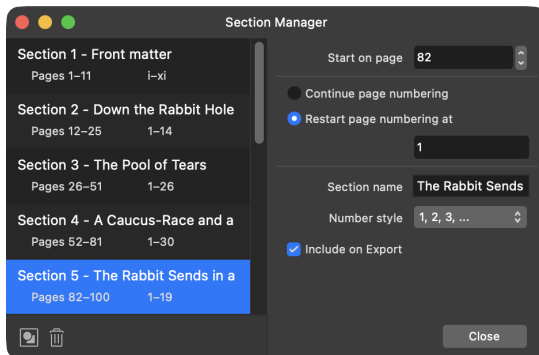 Section Manager
Section 1 - Front matter
Pages 1–11 i–xi
Section 2 - Down the Rabbit Hole
Pages 12–25 1–14
Section 3 - The Pool of Tears
Pages 26–51 1–26
Section 4 - A Caucus-Race and a
Pages 52–81 1–30
Section 5 - The Rabbit Sends in a
Pages 82–100 1–19
Start on page 82
Continue page numbering
Restart page numbering at
1
Section name The Rabbit Sends
Number style 1, 2, 3, ...
Include on Export
Close